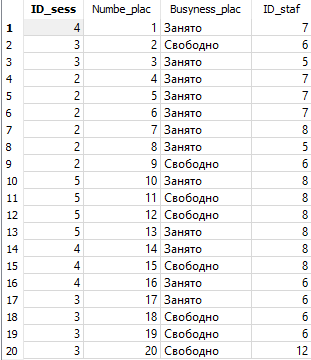 ID_sess Numbe_plac Busyness_plac ID_staf
1 4 1 Занято 7
2 3 2 Свободно 6
3 3 3 Занято 5
4 2 4 Занято 7
5 2 5 Занято 7
6 2 6 Занято 7
7 2 7 Занято 8
8 2 8 Занято 5
9 2 9 Свободно 6
10 5 10 Занято 8
11 5 11 Свободно 8
12 5 12 Свободно 8
13 5 13 Занято 8
14 4 14 Занято 8
15 4 15 Свободно 8
16 4 16 Занято 6
17 3 17 Занято 6
18 3 18 Свободно 6
19 3 19 Свободно 6
20 3 20 Свободно 12